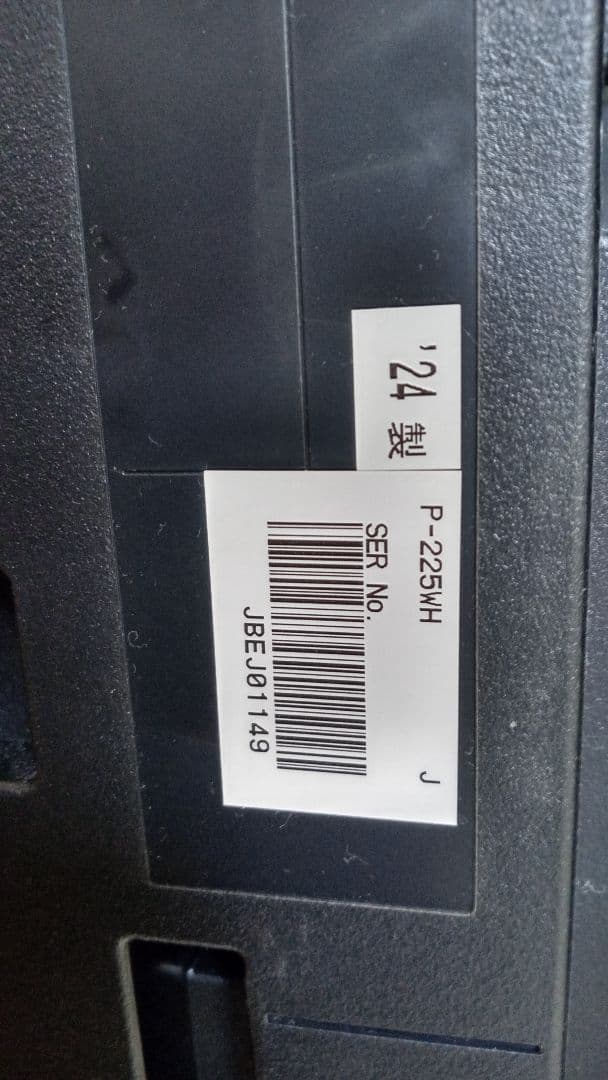 '24 製
P-225WH J
SER No.
JBEJ01149